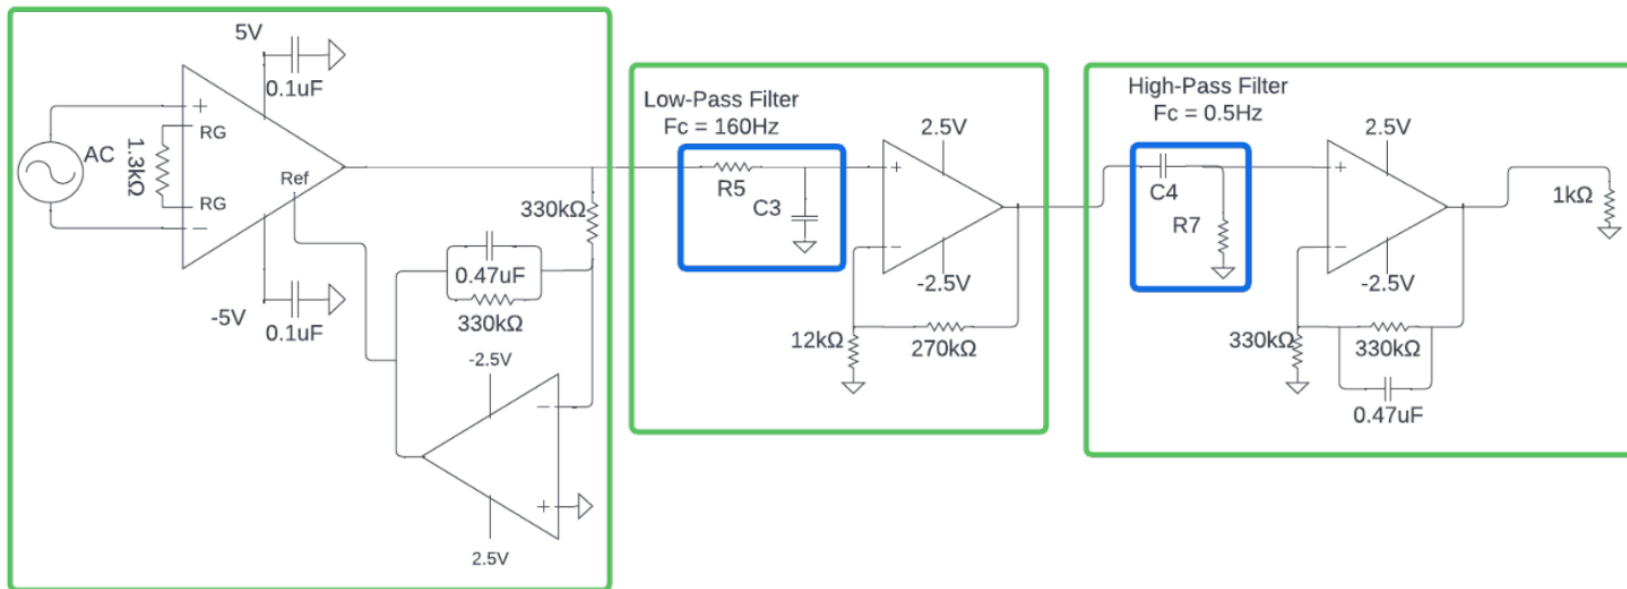 5V
0.1uF
+
RG
AC
1.3kΩ
Ref
RG
−
-5V
0.1uF
330kΩ
0.47uF
330kΩ
-2.5V
−
+
2.5V
Low-Pass Filter
Fc = 160Hz
R5
C3
2.5V
+
−
-2.5V
12kΩ
270kΩ
High-Pass Filter
Fc = 0.5Hz
C4
R7
2.5V
+
−
-2.5V
330kΩ
330kΩ
0.47uF
1kΩ